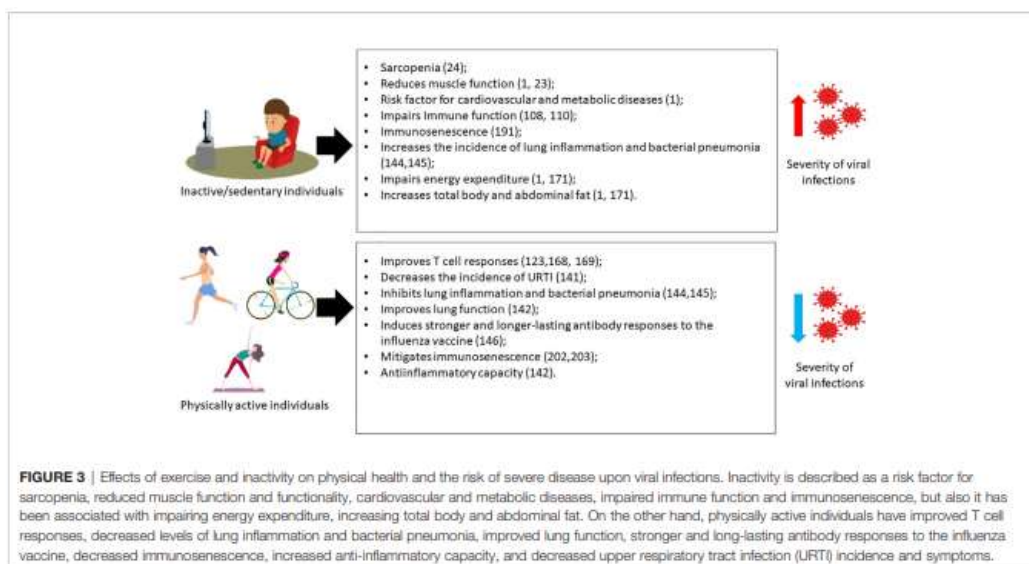 • Sarcopenia (24);
• Reduces muscle function (1, 23);
• Risk factor for cardiovascular and metabolic diseases (1);
• Impairs Immune function (108, 110);
• Immunosenescence (191);
• Increases the incidence of lung inflammation and bacterial pneumonia
(144,145);
• Impairs energy expenditure (1, 171);
• Increases total body and abdominal fat (1, 171).
Inactive/sedentary individuals
Severity of viral
infections
• Improves T cell responses (123,168, 169);
• Decreases the incidence of URTI (141);
• Inhibits lung inflammation and bacterial pneumonia (144,145);
• Improves lung function (142);
• Induces stronger and longer-lasting antibody responses to the
influenza vaccine (146);
• Mitigates immunosenescence (202,203);
• Antiinflammatory capacity (142).
Physically active individuals
Severity of
viral infections
FIGURE 3 | Effects of exercise and inactivity on physical health and the risk of severe disease upon viral infections. Inactivity is described as a risk factor for
sarcopenia, reduced muscle function and functionality, cardiovascular and metabolic diseases, impaired immune function and immunosenescence, but also it has
been associated with impairing energy expenditure, increasing total body and abdominal fat. On the other hand, physically active individuals have improved T cell
responses, decreased levels of lung inflammation and bacterial pneumonia, improved lung function, stronger and long-lasting antibody responses to the influenza
vaccine, decreased immunosenescence, increased anti-inflammatory capacity, and decreased upper respiratory tract infection (URTI) incidence and symptoms.